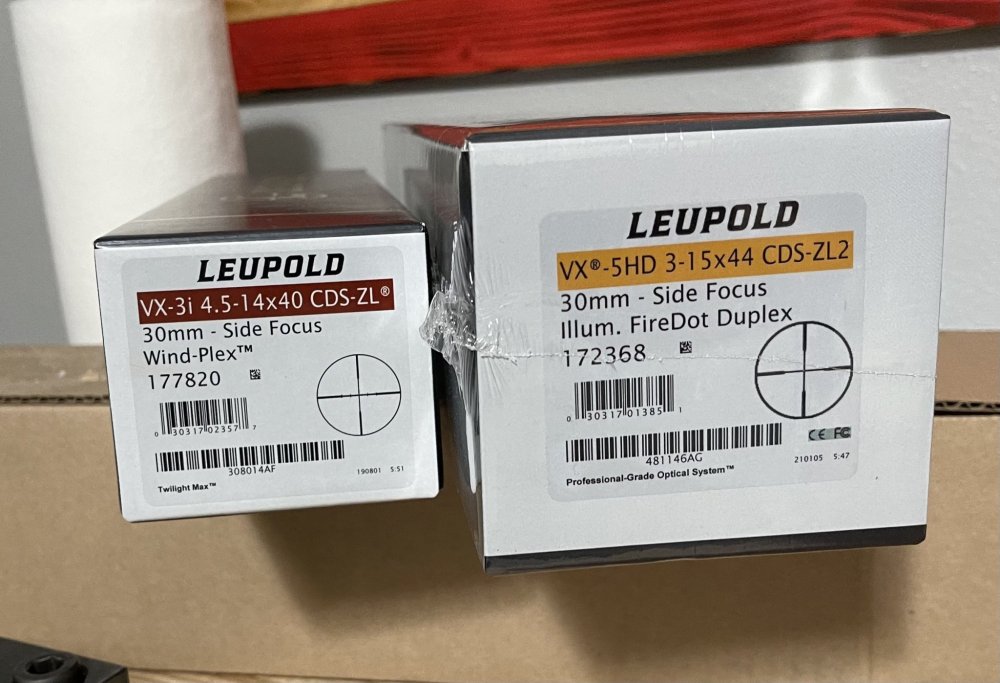 LEUPOLD
VX-3i 4.5-14x40 CDS-ZL®
30mm - Side Focus
Wind-Plex™
177820
0 30317 02357 7
308014AF
190801 5:51
Twilight Max™
LEUPOLD
VX®-5HD 3-15x44 CDS-ZL2
30mm - Side Focus
Illum. FireDot Duplex
172368
0 30317 01385 1
481146AG
CE FC
210105 5:47
Professional-Grade Optical System™